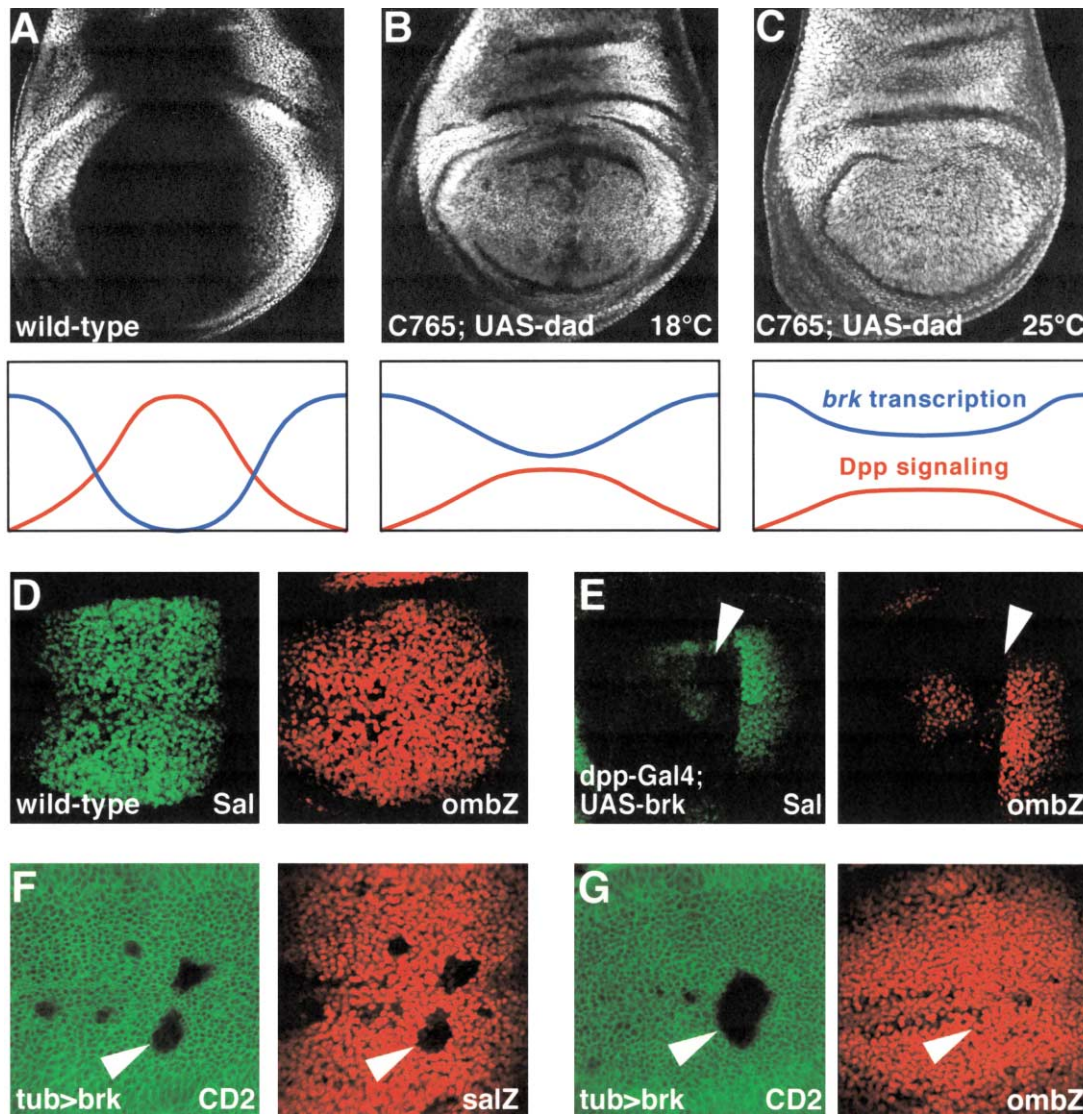 A
wild-type
B
C765; UAS-dad 18°C
C
C765; UAS-dad 25°C
brk transcription
Dpp signaling
D
wild-type Sal
ombZ
E
dpp-Gal4;
UAS-brk Sal
ombZ
F
tub>brk CD2
salZ
G
tub>brk CD2
ombZ